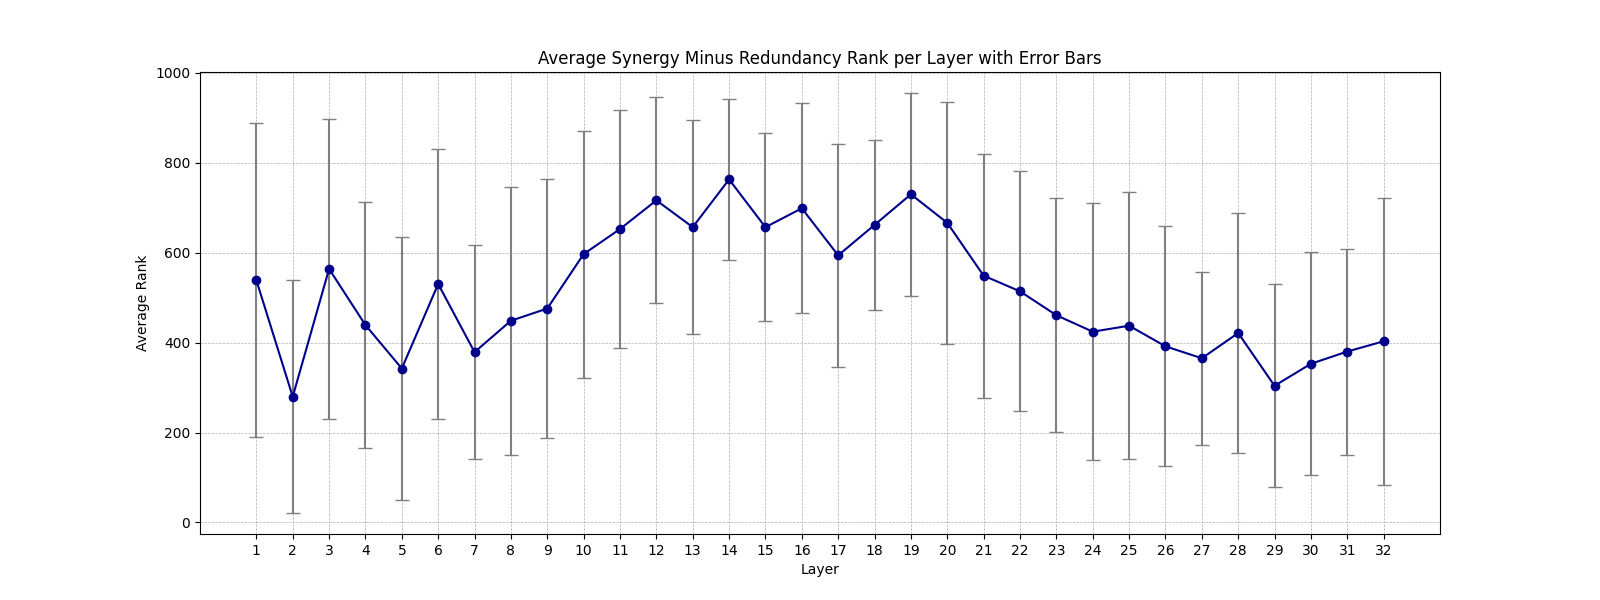 Average Synergy Minus Redundancy Rank per Layer with Error Bars
1000
800
600
400
200
0
Average Rank
1 2 3 4 5 6 7 8 9 10 11 12 13 14 15 16 17 18 19 20 21 22 23 24 25 26 27 28 29 30 31 32
Layer